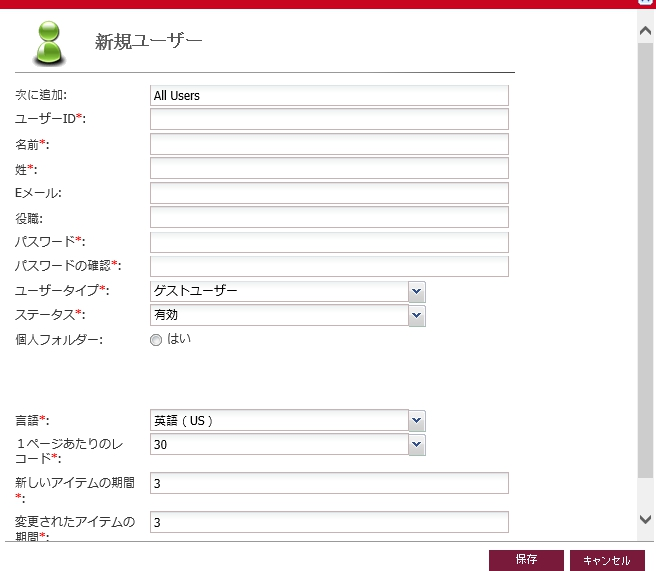 新規ユーザー
次に追加: All Users
ユーザーID*:
名前*:
姓*:
Eメール:
役職:
パスワード*:
パスワードの確認*:
ユーザータイプ*: ゲストユーザー
ステータス*: 有効
個人フォルダー: はい
言語*: 英語 ( US )
１ページあたりのレ
コード*: 30
新しいアイテムの期間
*: 3
変更されたアイテムの
期間*: 3
保存 キャンセル